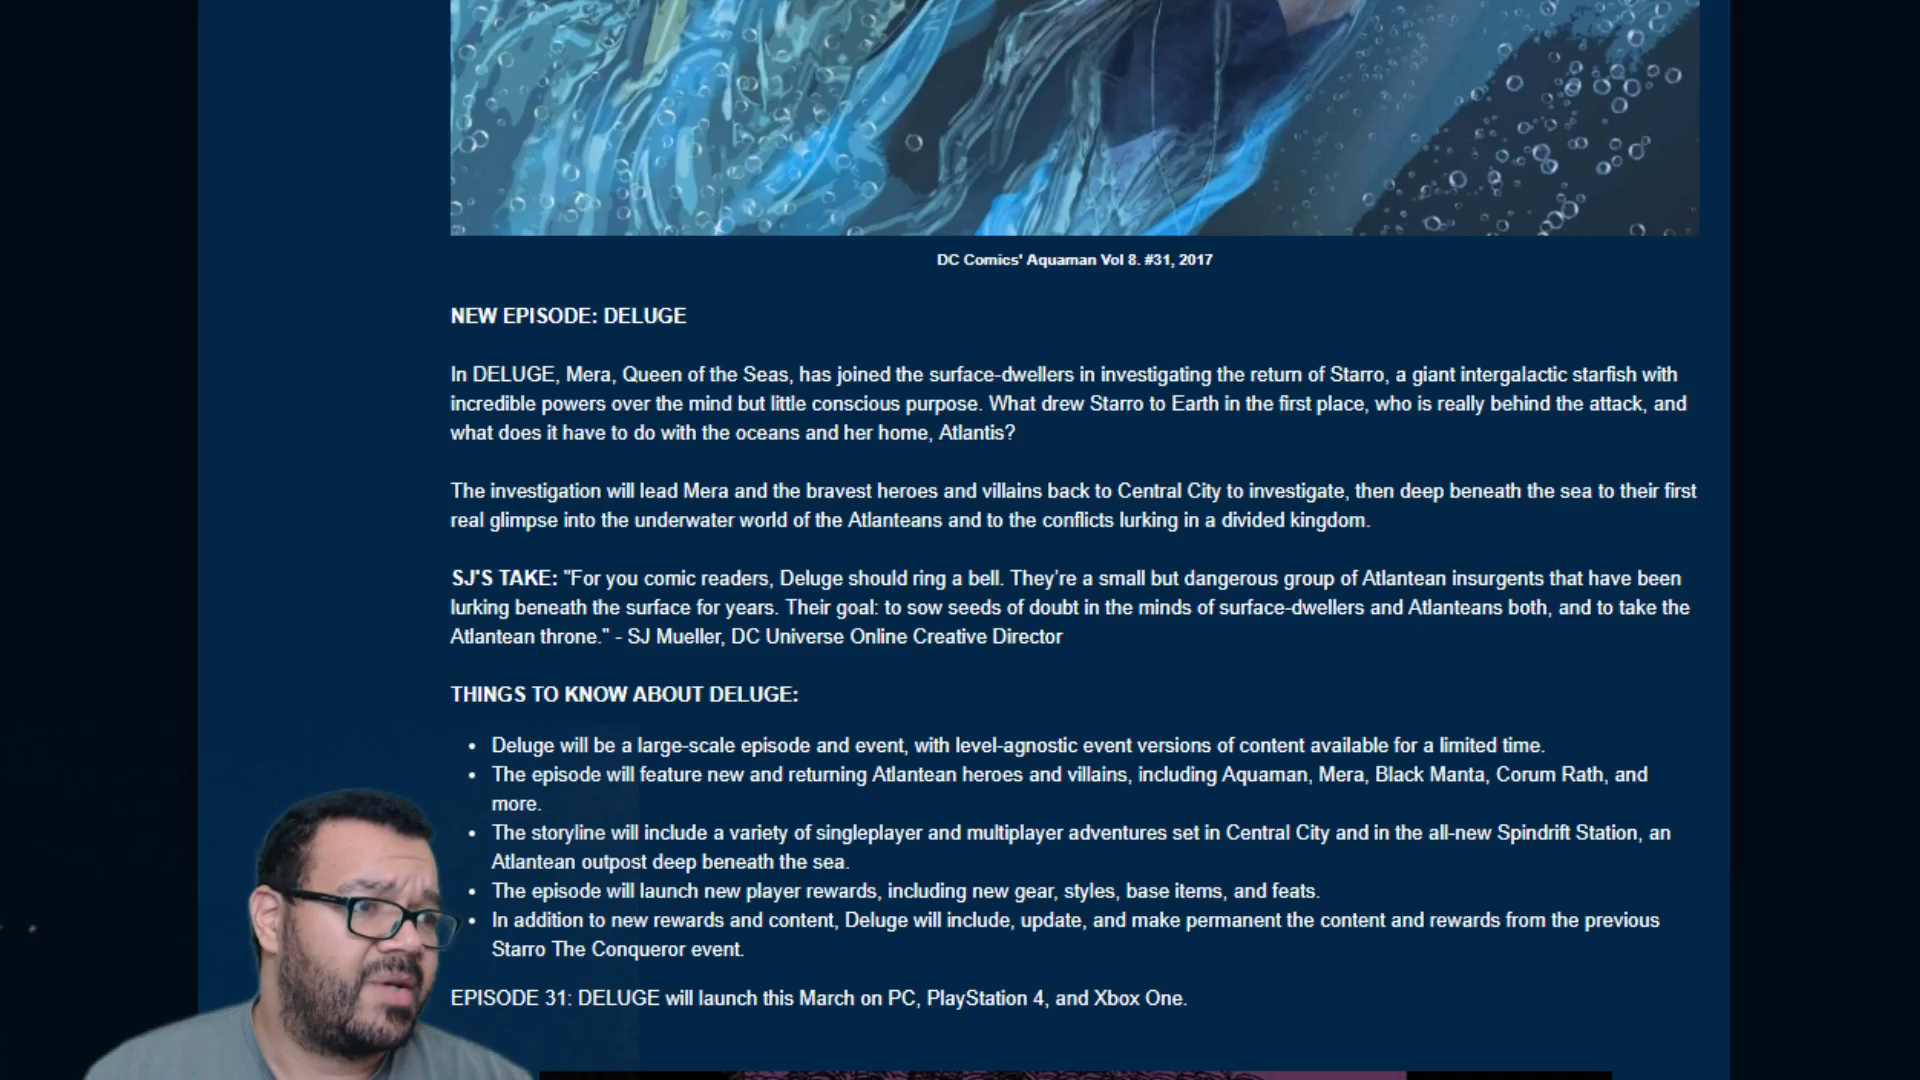 DC Comics' Aquaman Vol 8. #31, 2017
NEW EPISODE: DELUGE
In DELUGE, Mera, Queen of the Seas, has joined the surface-dwellers in investigating the return of Starro, a giant intergalactic starfish with
incredible powers over the mind but little conscious purpose. What drew Starro to Earth in the first place, who is really behind the attack, and
what does it have to do with the oceans and her home, Atlantis?
The investigation will lead Mera and the bravest heroes and villains back to Central City to investigate, then deep beneath the sea to their first
real glimpse into the underwater world of the Atlanteans and to the conflicts lurking in a divided kingdom.
SJ'S TAKE: "For you comic readers, Deluge should ring a bell. They're a small but dangerous group of Atlantean insurgents that have been
lurking beneath the surface for years. Their goal: to sow seeds of doubt in the minds of surface-dwellers and Atlanteans both, and to take the
Atlantean throne." - SJ Mueller, DC Universe Online Creative Director
THINGS TO KNOW ABOUT DELUGE:
• Deluge will be a large-scale episode and event, with level-agnostic event versions of content available for a limited time.
• The episode will feature new and returning Atlantean heroes and villains, including Aquaman, Mera, Black Manta, Corum Rath, and
more.
• The storyline will include a variety of singleplayer and multiplayer adventures set in Central City and in the all-new Spindrift Station, an
Atlantean outpost deep beneath the sea.
• The episode will launch new player rewards, including new gear, styles, base items, and feats.
• In addition to new rewards and content, Deluge will include, update, and make permanent the content and rewards from the previous
Starro The Conqueror event.
EPISODE 31: DELUGE will launch this March on PC, PlayStation 4, and Xbox One.